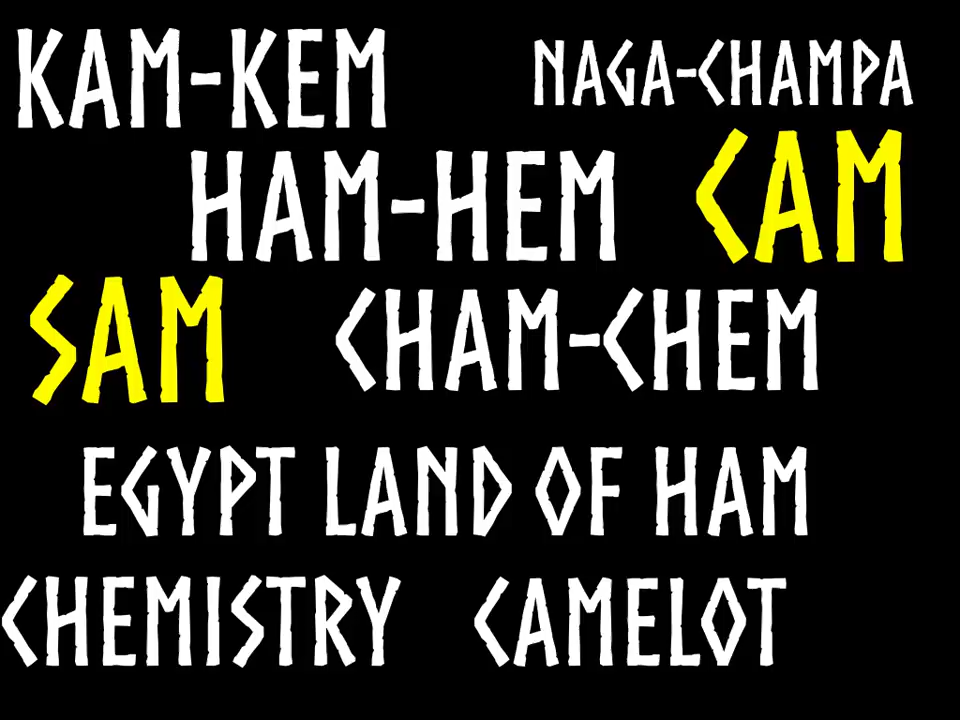 KAM-KEM
NAGA-CHAMPA
HAM-HEM
CAM
SAM
CHAM-CHEM
EGYPT LAND OF HAM
CHEMISTRY
CAMELOT